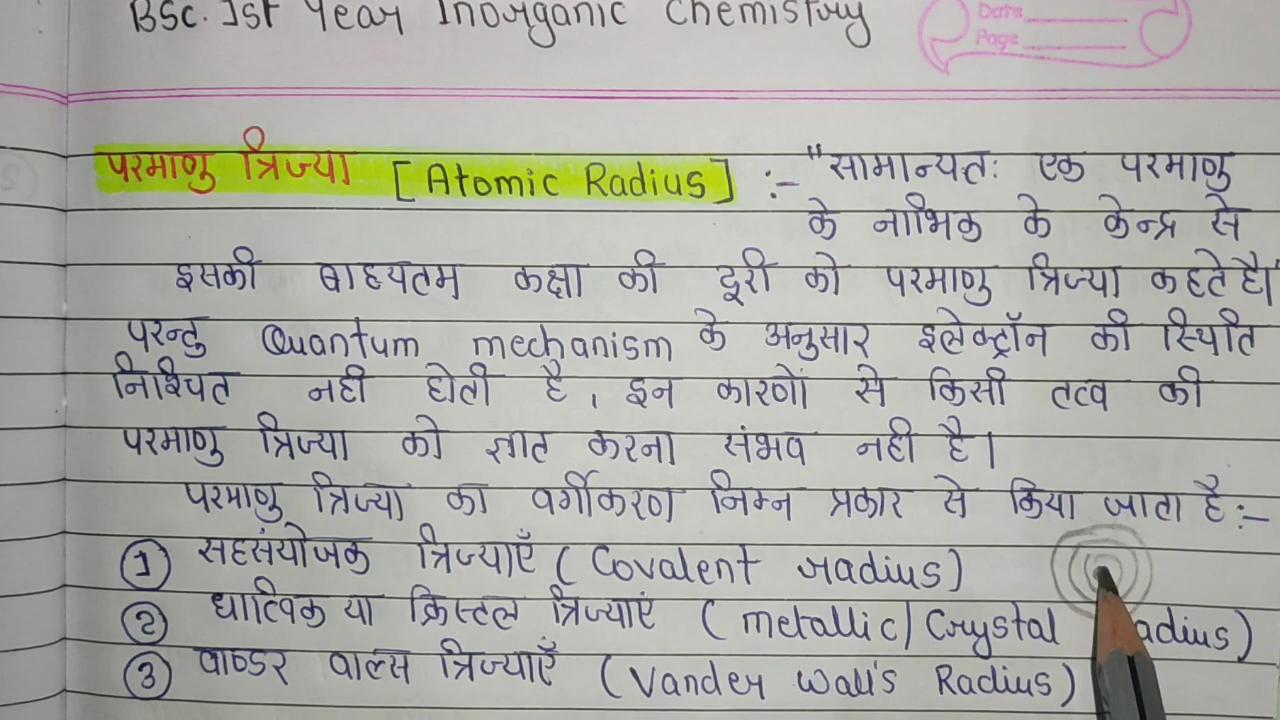 BSc. Ist Year Inorganic Chemistry
Date
Page
परमाणु त्रिज्या [Atomic Radius] :- "सामान्यतः एक परमाणु
के नाभिक के केन्द्र से
इसकी बाह्यतम कक्षा की दूरी को परमाणु त्रिज्या कहते है।
परन्तु Quantum mechanism के अनुसार इलेक्ट्रॉन की स्थिति
निश्चित नही होती है, इन कारणों से किसी तत्व की
परमाणु त्रिज्या को ज्ञात करना संभव नही है।
परमाणु त्रिज्या का वर्गीकरण निम्न प्रकार से किया जाता है:-
① सहसंयोजक त्रिज्याएँ (Covalent radius)
② धात्विक या क्रिस्टल त्रिज्याएं (metallic/Crystal adius)
③ वाण्डर वाल्स त्रिज्याएँ (Vander Wall's Radius)